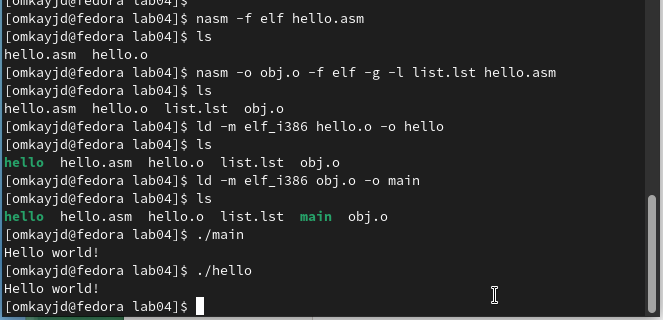 [omkayjd@fedora lab04]$
[omkayjd@fedora lab04]$ nasm -f elf hello.asm
[omkayjd@fedora lab04]$ ls
hello.asm  hello.o
[omkayjd@fedora lab04]$ nasm -o obj.o -f elf -g -l list.lst hello.asm
[omkayjd@fedora lab04]$ ls
hello.asm  hello.o  list.lst  obj.o
[omkayjd@fedora lab04]$ ld -m elf_i386 hello.o -o hello
[omkayjd@fedora lab04]$ ls
hello  hello.asm  hello.o  list.lst  obj.o
[omkayjd@fedora lab04]$ ld -m elf_i386 obj.o -o main
[omkayjd@fedora lab04]$ ls
hello  hello.asm  hello.o  list.lst  main  obj.o
[omkayjd@fedora lab04]$ ./main
Hello world!
[omkayjd@fedora lab04]$ ./hello
Hello world!
[omkayjd@fedora lab04]$